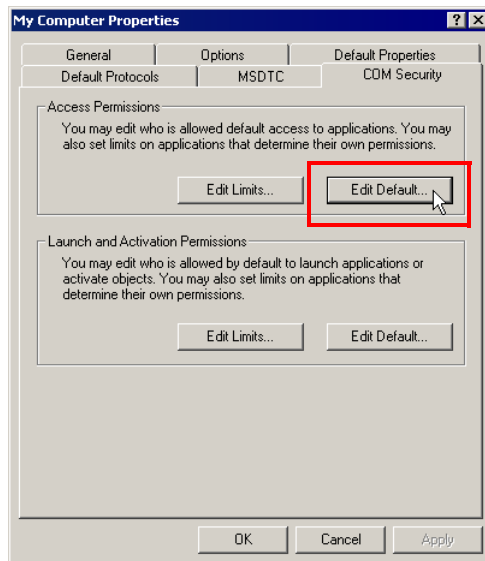 My Computer Properties
General
Options
Default Properties
Default Protocols
MSDTC
COM Security
Access Permissions
You may edit who is allowed default access to applications. You may
also set limits on applications that determine their own permissions.
Edit Limits...
Edit Default...
Launch and Activation Permissions
You may edit who is allowed by default to launch applications or
activate objects. You may also set limits on applications that
determine their own permissions.
Edit Limits...
Edit Default...
OK
Cancel
Apply